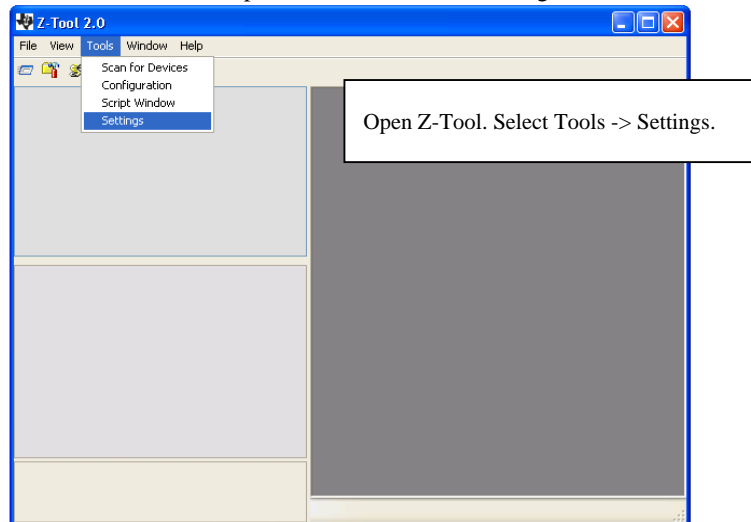 Z-Tool 2.0
File View Tools Window Help
Scan for Devices
Configuration
Script Window
Settings
Open Z-Tool. Select Tools -> Settings.